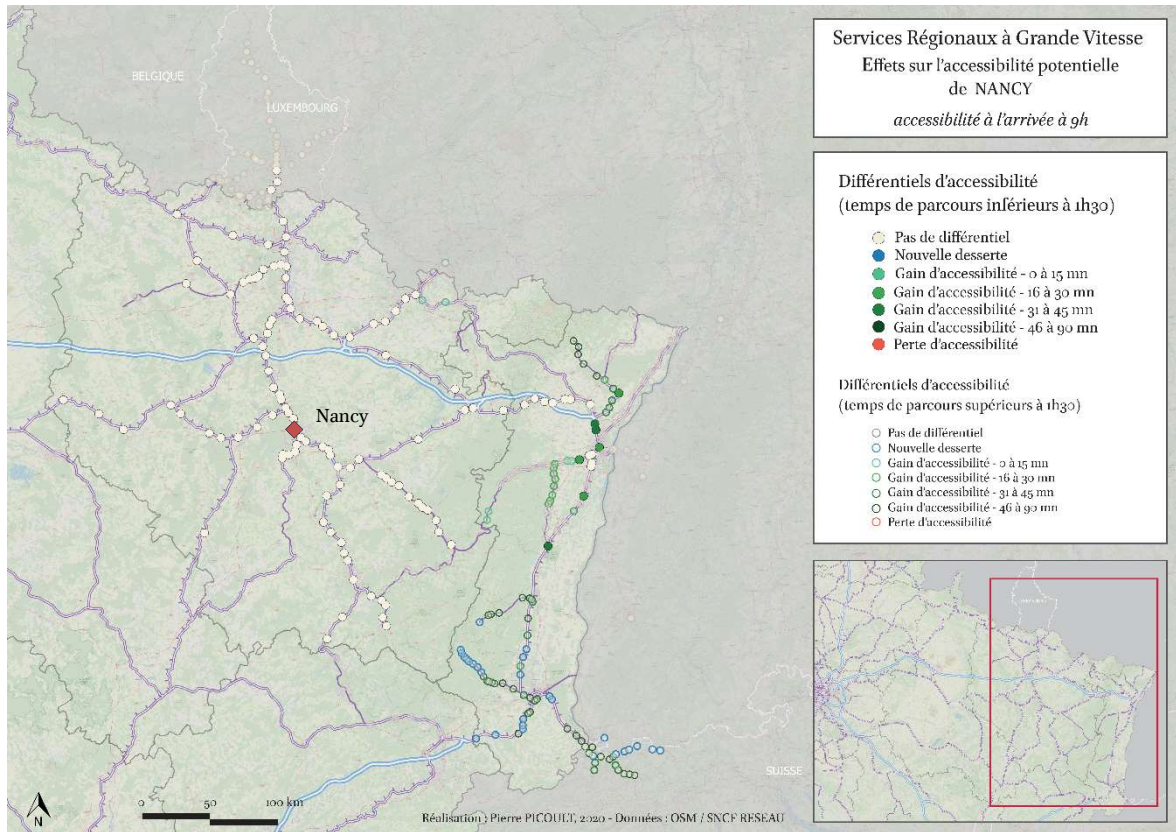 BELGIQUE
LUXEMBOURG
Nancy
SUISSE
N
0 50 100 km
Réalisation : Pierre PICOULT, 2020 - Données : OSM / SNCF RESEAU
Services Régionaux à Grande Vitesse
Effets sur l'accessibilité potentielle
de NANCY
accessibilité à l'arrivée à 9h
Différentiels d'accessibilité
(temps de parcours inférieurs à 1h30)
Pas de différentiel
Nouvelle desserte
Gain d'accessibilité - 0 à 15 mn
Gain d'accessibilité - 16 à 30 mn
Gain d'accessibilité - 31 à 45 mn
Gain d'accessibilité - 46 à 90 mn
Perte d'accessibilité
Différentiels d'accessibilité
(temps de parcours supérieurs à 1h30)
Pas de différentiel
Nouvelle desserte
Gain d'accessibilité - 0 à 15 mn
Gain d'accessibilité - 16 à 30 mn
Gain d'accessibilité - 31 à 45 mn
Gain d'accessibilité - 46 à 90 mn
Perte d'accessibilité